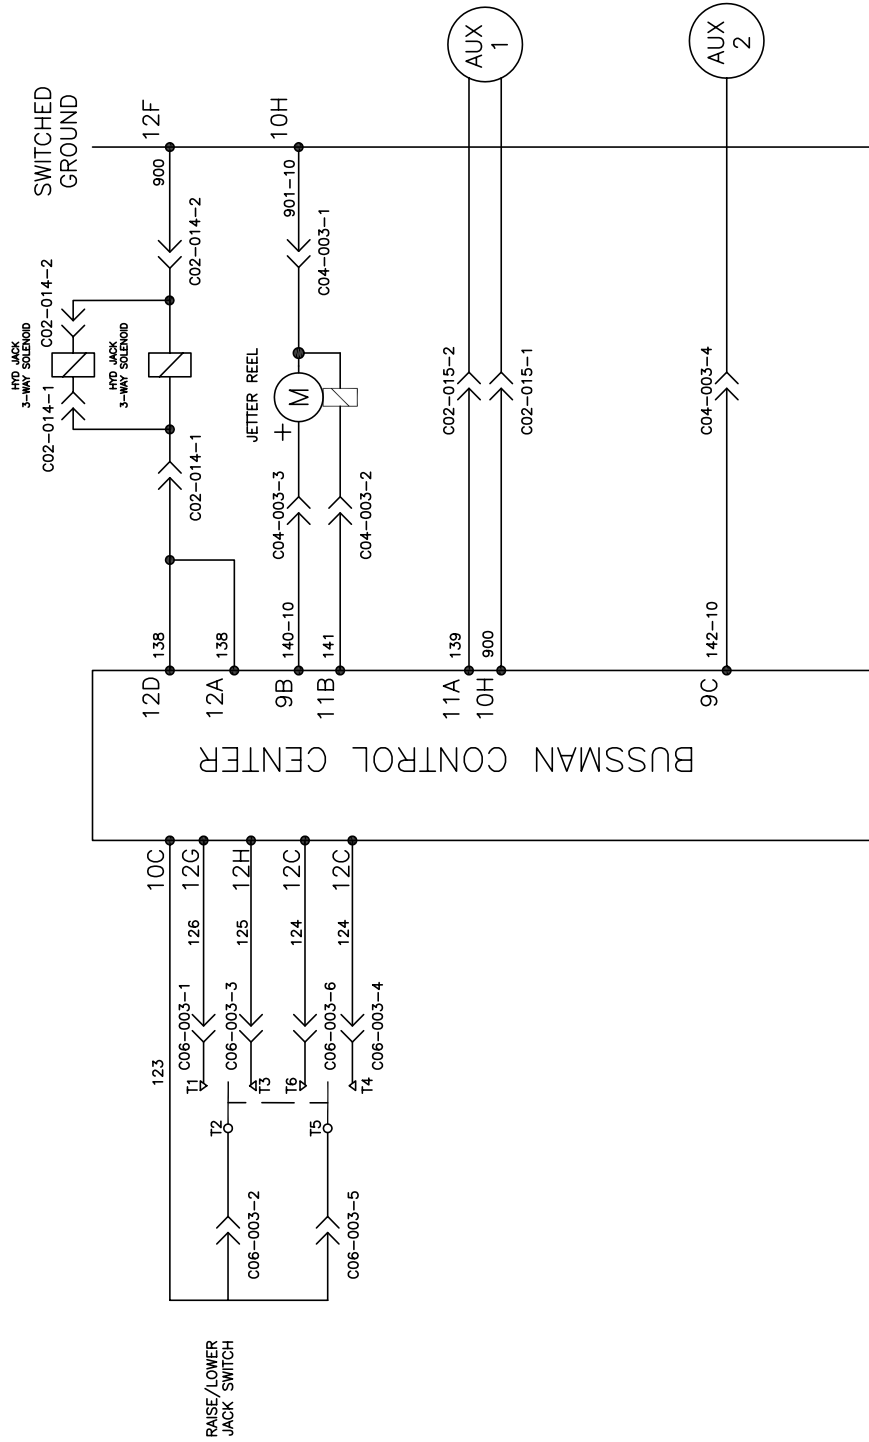 SWITCHED
GROUND
12F
10H
900
901-10
C02-014-2
C04-003-1
HYD JACK
3-WAY SOLENOID
C02-014-2
C02-014-1
HYD JACK
3-WAY SOLENOID
C02-014-1
JETTER REEL
M
+
C04-003-3
C04-003-2
AUX
1
AUX
2
C02-015-2
C02-015-1
C04-003-4
138
138
140-10
141
139
900
142-10
12D
12A
9B
11B
11A
10H
9C
BUSSMAN CONTROL CENTER
10C
12G
12H
12C
12C
123
126
125
124
124
C06-003-1
C06-003-3
C06-003-6
C06-003-4
T1
T3
T6
T4
T2
T5
C06-003-2
C06-003-5
RAISE/LOWER
JACK SWITCH